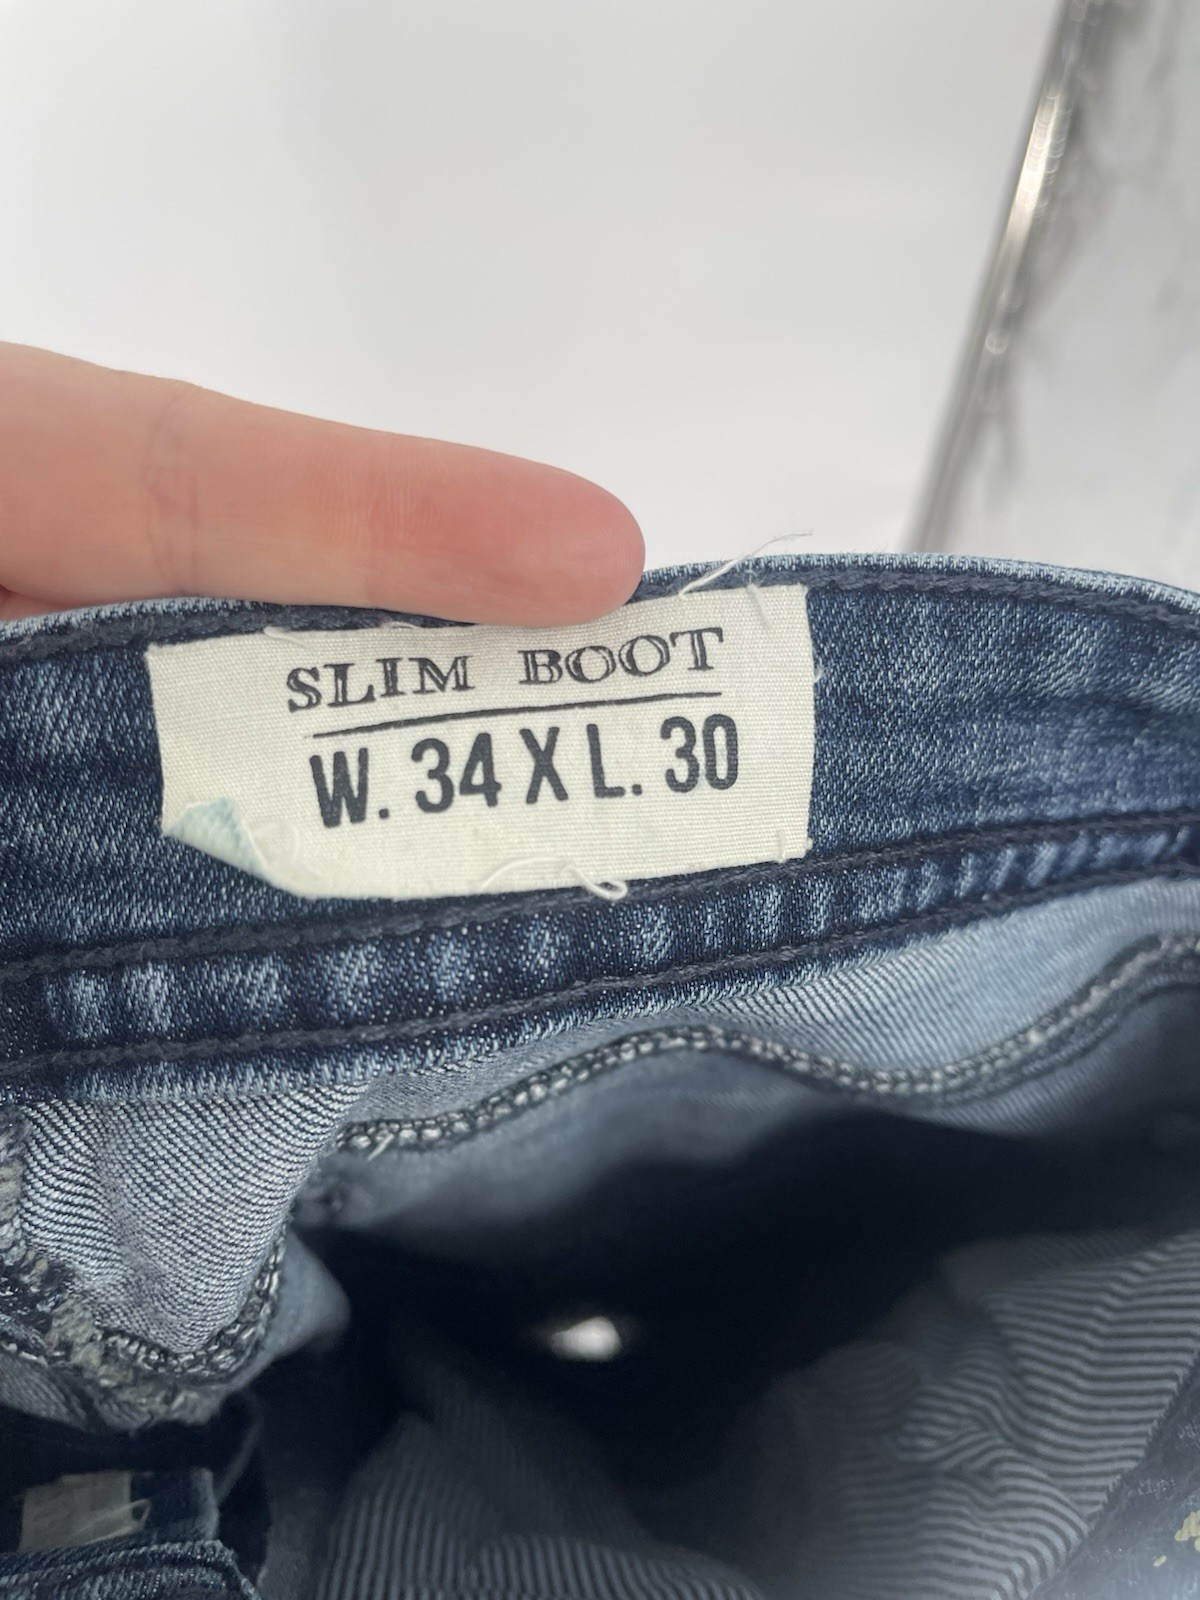 SLIM BOOT
W. 34 X L. 30